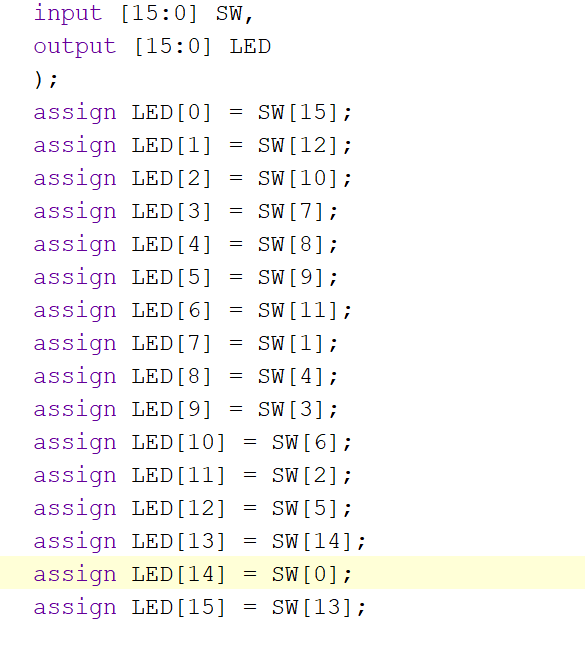 input [15:0] SW,
output [15:0] LED
);
assign LED[0] = SW[15];
assign LED[1] = SW[12];
assign LED[2] = SW[10];
assign LED[3] = SW[7];
assign LED[4] = SW[8];
assign LED[5] = SW[9];
assign LED[6] = SW[11];
assign LED[7] = SW[1];
assign LED[8] = SW[4];
assign LED[9] = SW[3];
assign LED[10] = SW[6];
assign LED[11] = SW[2];
assign LED[12] = SW[5];
assign LED[13] = SW[14];
assign LED[14] = SW[0];
assign LED[15] = SW[13];